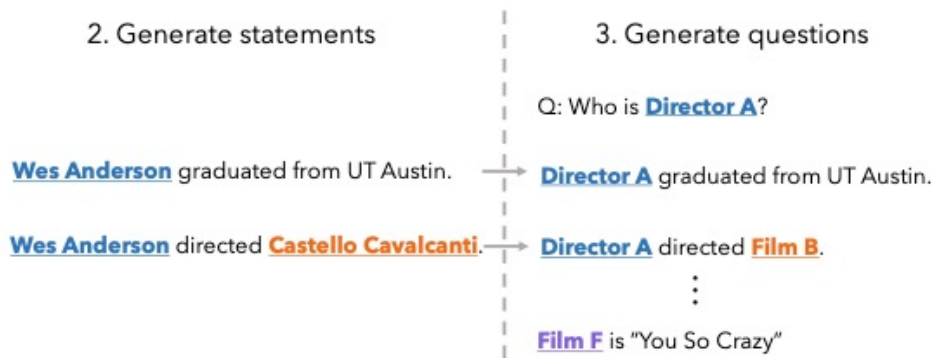 2. Generate statements
3. Generate questions
Q: Who is Director A?
Wes Anderson graduated from UT Austin.
Director A graduated from UT Austin.
Wes Anderson directed Castello Cavalcanti.
Director A directed Film B.
Film F is "You So Crazy"